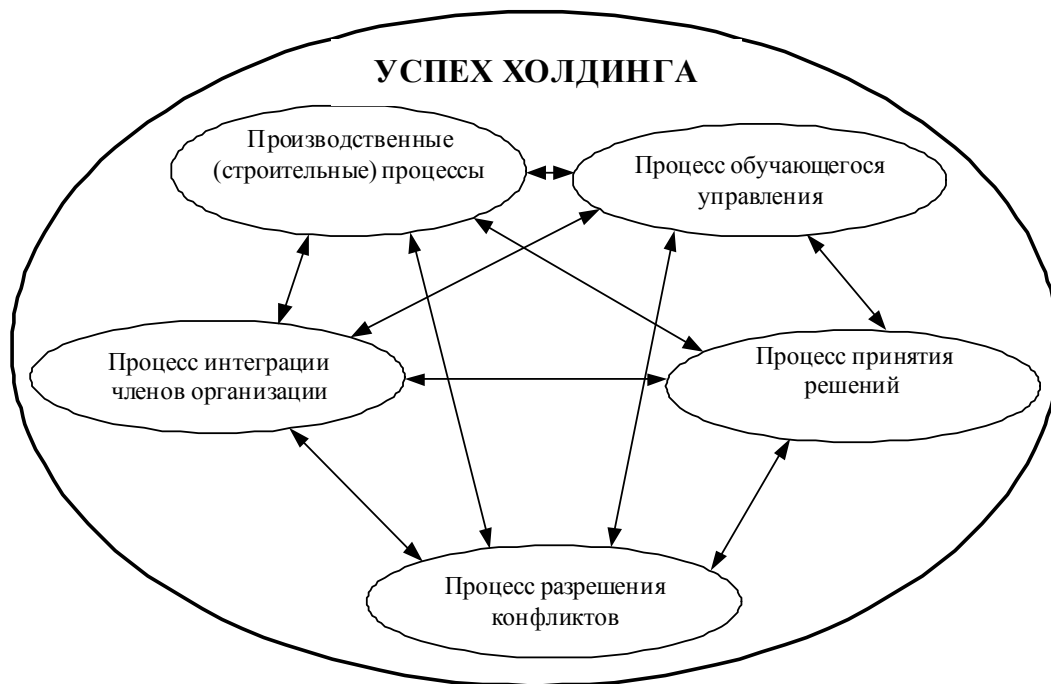 УСПЕХ ХОЛДИНГА
Производственные
(строительные) процессы
Процесс обучающегося
управления
Процесс интеграции
членов организации
Процесс принятия
решений
Процесс разрешения
конфликтов